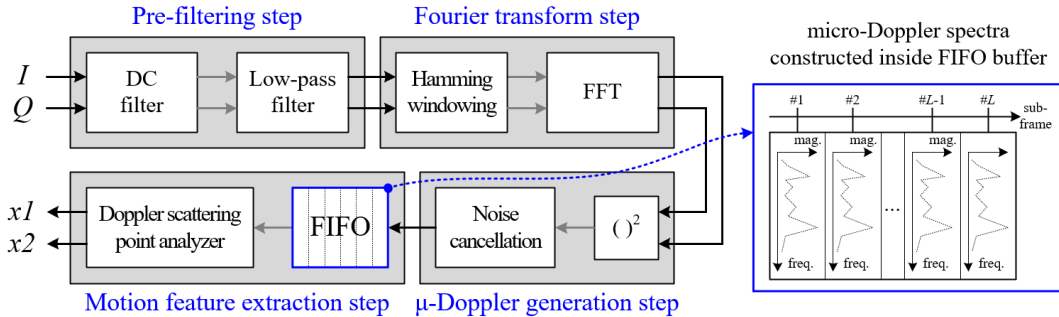 Pre-filtering step
Fourier transform step
I
Q
DC
filter
Low-pass
filter
Hamming
windowing
FFT
x1
x2
Doppler scattering
point analyzer
FIFO
Noise
cancellation
( )²
Motion feature extraction step
μ-Doppler generation step
micro-Doppler spectra
constructed inside FIFO buffer
#1
#2
#L-1
#L
sub-
frame
mag.
mag.
mag.
mag.
...
freq.
freq.
freq.
freq.